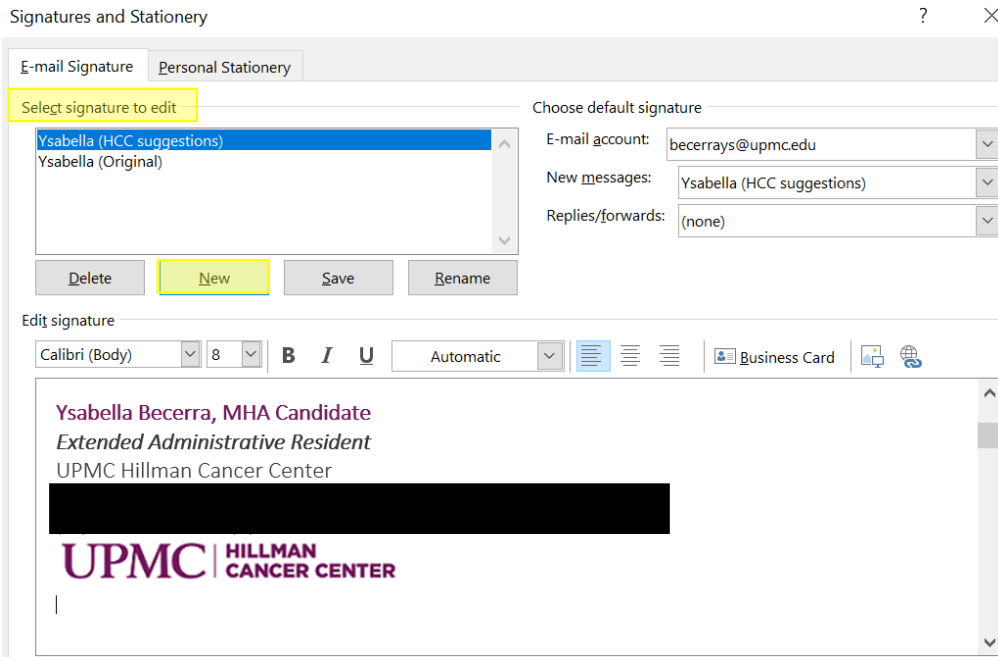 Signatures and Stationery ?
E-mail Signature Personal Stationery
Select signature to edit
Ysabella (HCC suggestions)
Ysabella (Original)
Delete New Save Rename
Choose default signature
E-mail account: becerrays@upmc.edu
New messages: Ysabella (HCC suggestions)
Replies/forwards: (none)
Edit signature
Calibri (Body) 8 B I U Automatic Business Card
Ysabella Becerra, MHA Candidate
Extended Administrative Resident
UPMC Hillman Cancer Center
UPMC HILLMAN
CANCER CENTER